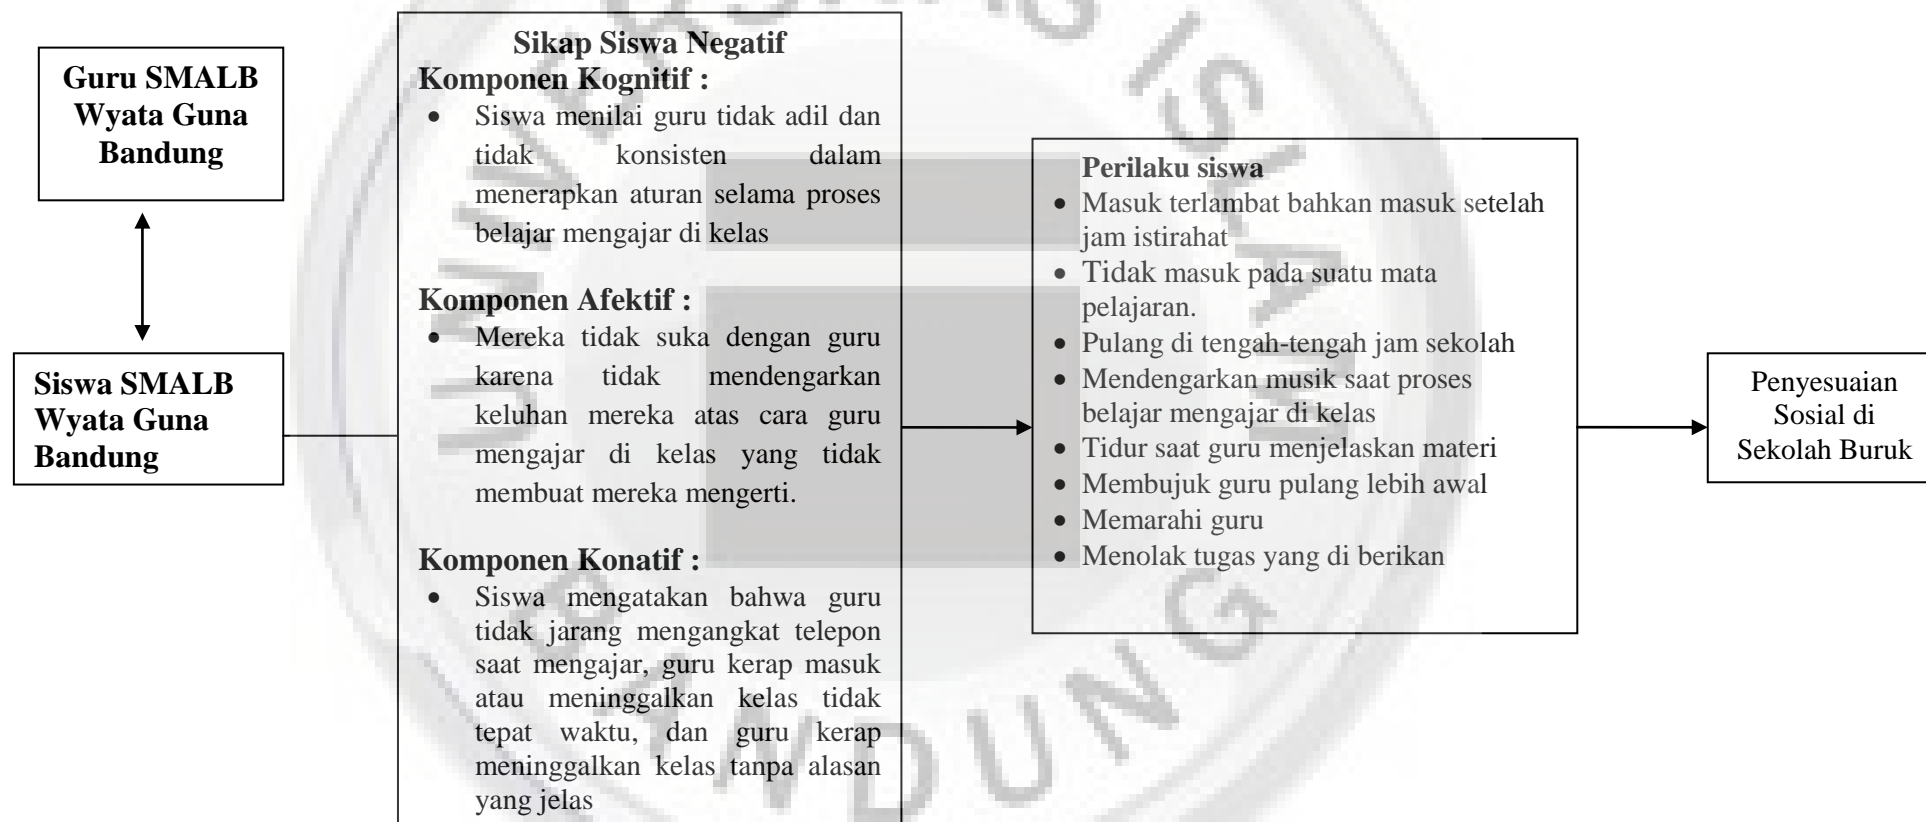 Guru SMALB
Wyata Guna
Bandung
Siswa SMALB
Wyata Guna
Bandung
Sikap Siswa Negatif
Komponen Kognitif :
• Siswa menilai guru tidak adil dan
tidak konsisten dalam
menerapkan aturan selama proses
belajar mengajar di kelas
Komponen Afektif :
• Mereka tidak suka dengan guru
karena tidak mendengarkan
keluhan mereka atas cara guru
mengajar di kelas yang tidak
membuat mereka mengerti.
Komponen Konatif :
• Siswa mengatakan bahwa guru
tidak jarang mengangkat telepon
saat mengajar, guru kerap masuk
atau meninggalkan kelas tidak
tepat waktu, dan guru kerap
meninggalkan kelas tanpa alasan
yang jelas
Perilaku siswa
• Masuk terlambat bahkan masuk setelah
jam istirahat
• Tidak masuk pada suatu mata
pelajaran.
• Pulang di tengah-tengah jam sekolah
• Mendengarkan musik saat proses
belajar mengajar di kelas
• Tidur saat guru menjelaskan materi
• Membujuk guru pulang lebih awal
• Memarahi guru
• Menolak tugas yang di berikan
Penyesuaian
Sosial di
Sekolah Buruk
BANDUNG